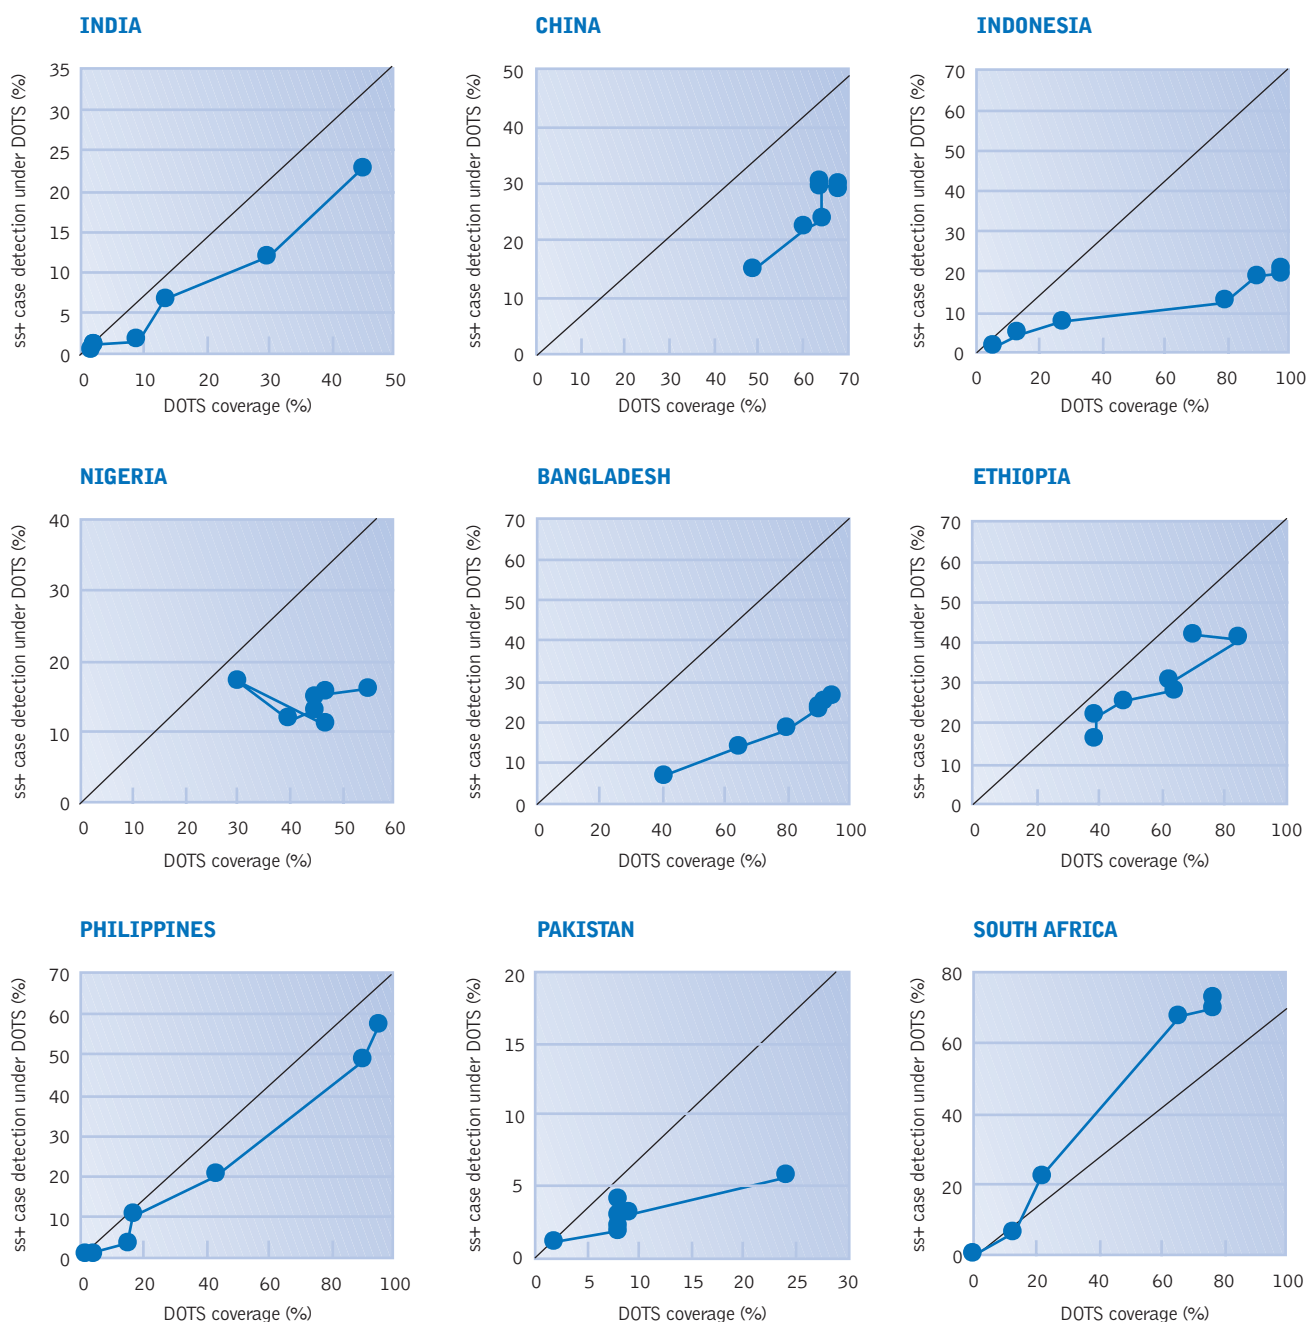 INDIA
ss+ case detection under DOTS (%)
35
30
25
20
15
10
5
0
0 10 20 30 40 50
DOTS coverage (%)
CHINA
ss+ case detection under DOTS (%)
50
40
30
20
10
0
0 10 20 30 40 50 60 70
DOTS coverage (%)
INDONESIA
ss+ case detection under DOTS (%)
70
60
50
40
30
20
10
0
0 20 40 60 80 100
DOTS coverage (%)
NIGERIA
ss+ case detection under DOTS (%)
40
30
20
10
0
0 10 20 30 40 50 60
DOTS coverage (%)
BANGLADESH
ss+ case detection under DOTS (%)
70
60
50
40
30
20
10
0
0 20 40 60 80 100
DOTS coverage (%)
ETHIOPIA
ss+ case detection under DOTS (%)
70
60
50
40
30
20
10
0
0 20 40 60 80 100
DOTS coverage (%)
PHILIPPINES
ss+ case detection under DOTS (%)
70
60
50
40
30
20
10
0
0 20 40 60 80 100
DOTS coverage (%)
PAKISTAN
ss+ case detection under DOTS (%)
20
15
10
5
0
0 5 10 15 20 25 30
DOTS coverage (%)
SOUTH AFRICA
ss+ case detection under DOTS (%)
80
60
40
20
0
0 20 40 60 80 100
DOTS coverage (%)